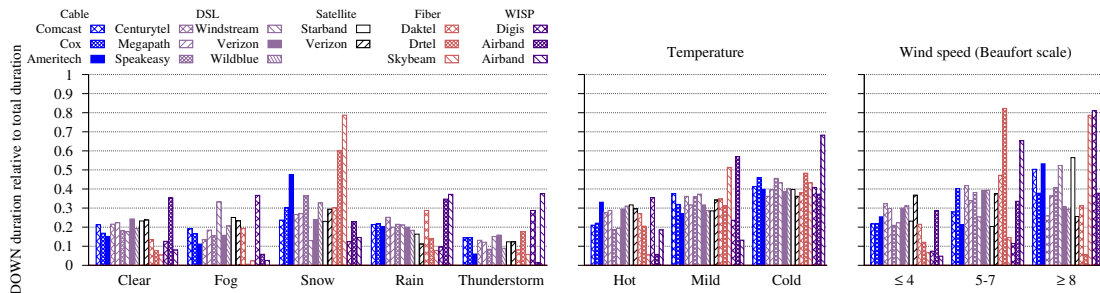 Cable DSL Satellite Fiber WISP
Comcast Centurytel Windstream Starband Daktel Digis
Cox Megapath Verizon Verizon Drtel Airband
Ameritech Speakeasy Wildblue Skybeam Airband
Temperature
Wind speed (Beaufort scale)
DOWN duration relative to total duration
1
0.9
0.8
0.7
0.6
0.5
0.4
0.3
0.2
0.1
0
Clear Fog Snow Rain Thunderstorm
Hot Mild Cold
≤ 4 5-7 ≥ 8